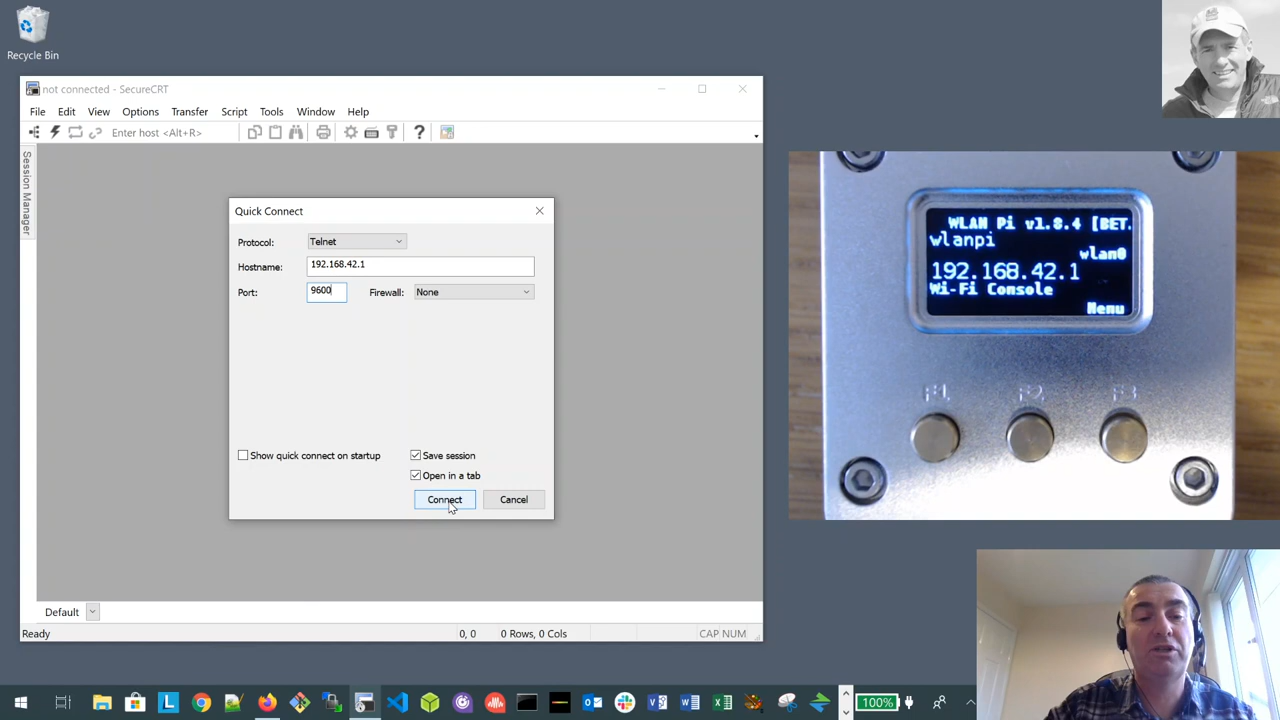 Recycle Bin
not connected - SecureCRT
File Edit View Options Transfer Script Tools Window Help
Enter host <Alt+R>
Session Manager
Quick Connect
Protocol: Telnet
Hostname: 192.168.42.1
Port: 9600 Firewall: None
Show quick connect on startup Save session
Open in a tab
Connect Cancel
Default
Ready 0, 0 0 Rows, 0 Cols CAP NUM
WLAN Pi v1.8.4 [BET.
wlanpi
wlan0
192.168.42.1
Wi-Fi Console
Menu
F1 F2 F3
100%